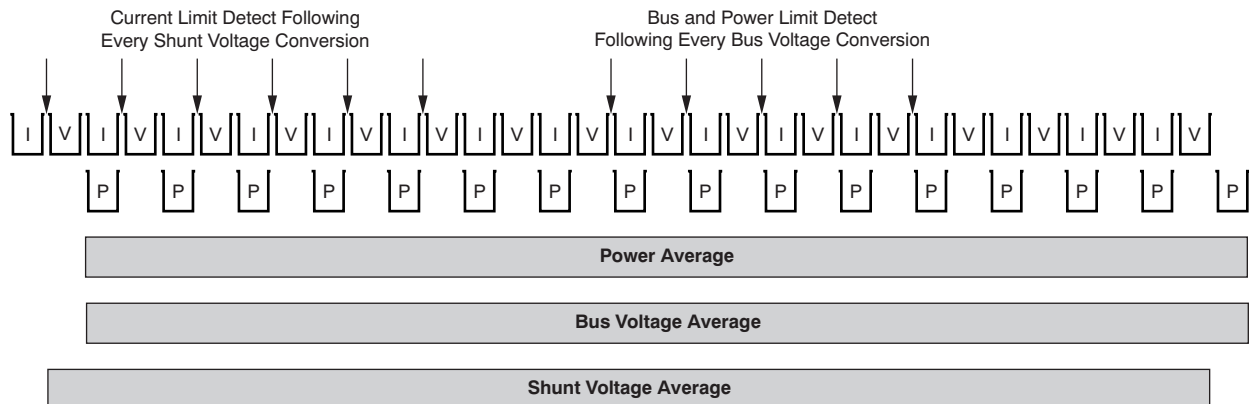 Current Limit Detect Following
Every Shunt Voltage Conversion
Bus and Power Limit Detect
Following Every Bus Voltage Conversion
I V I V I V I V I V I V I V I V I V I V I V I V I V I V I V I V
P P P P P P P P P P P P P P P P
Power Average
Bus Voltage Average
Shunt Voltage Average